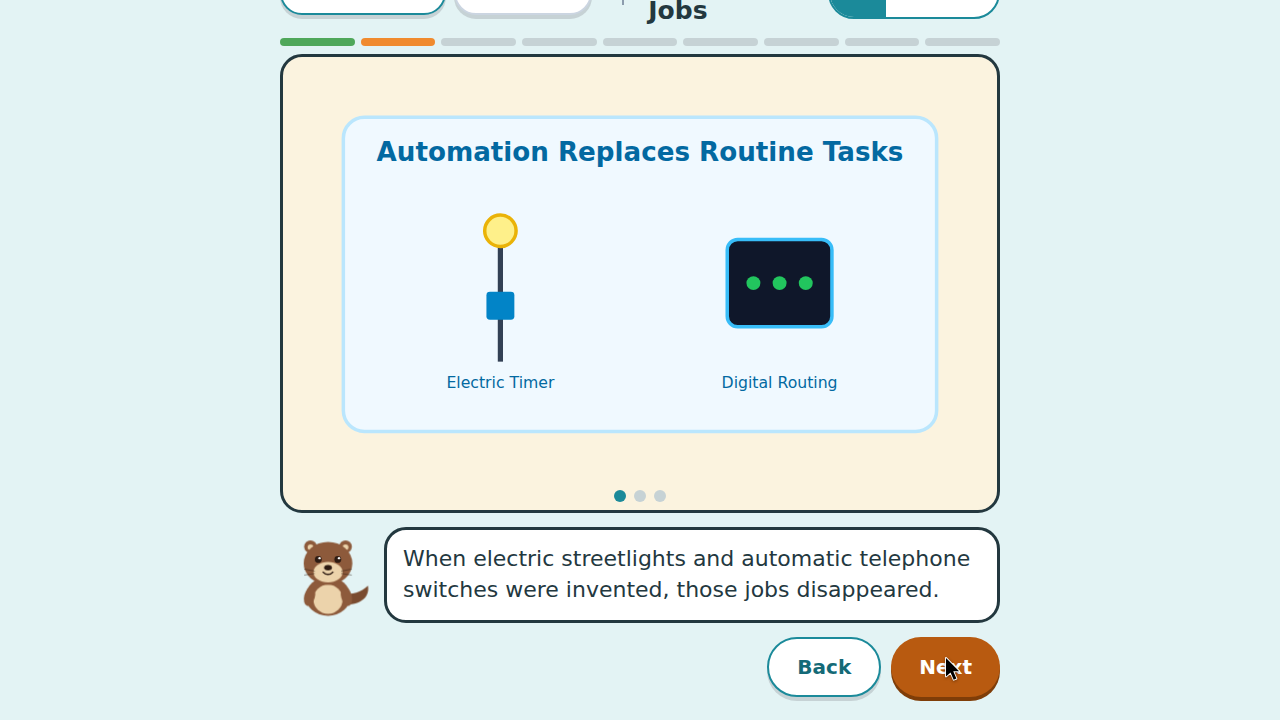 Jobs
Automation Replaces Routine Tasks
Electric Timer
Digital Routing
When electric streetlights and automatic telephone
switches were invented, those jobs disappeared.
Back
Next